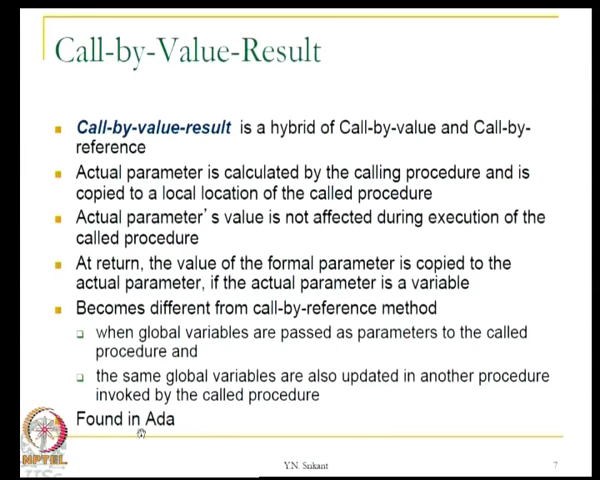 Call-by-Value-Result
Call-by-value-result is a hybrid of Call-by-value and Call-by-
reference
Actual parameter is calculated by the calling procedure and is
copied to a local location of the called procedure
Actual parameter's value is not affected during execution of the
called procedure
At return, the value of the formal parameter is copied to the
actual parameter, if the actual parameter is a variable
Becomes different from call-by-reference method
when global variables are passed as parameters to the called
procedure and
the same global variables are also updated in another procedure
invoked by the called procedure
Found in Ada
NPTEL
Y.N. Srikant
7